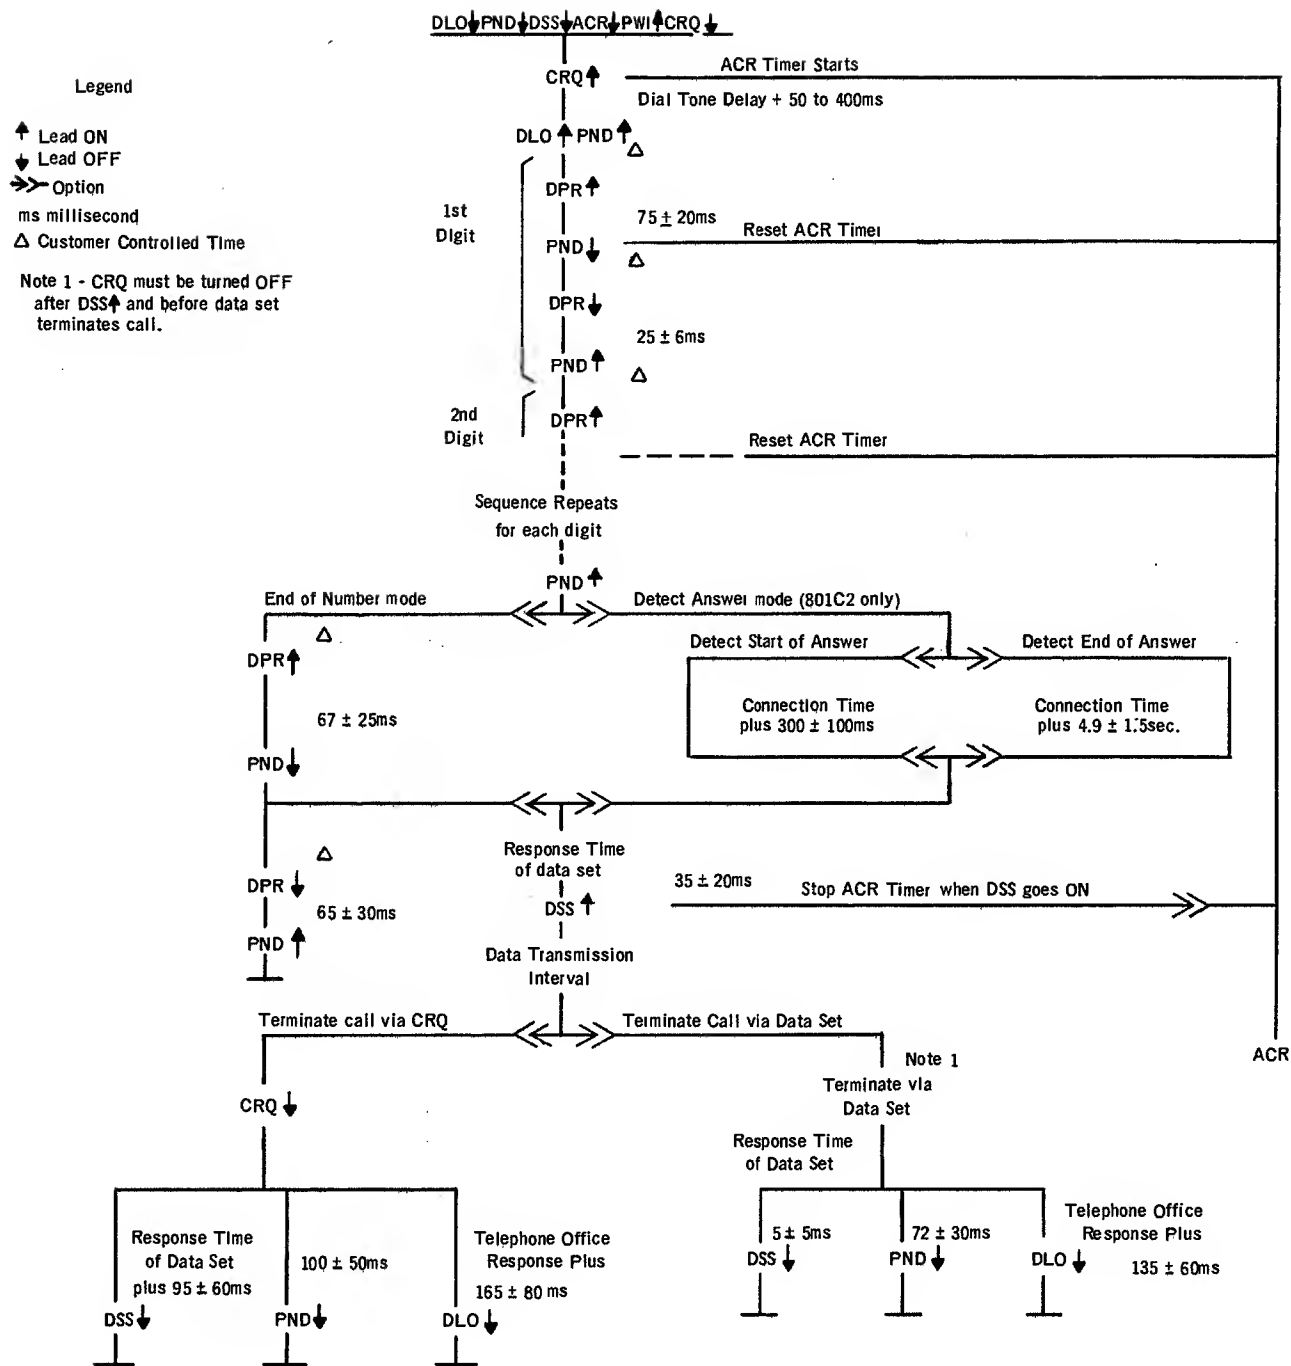 DLO↓PND↓DSS↓ACR↓PWI↑CRQ↓
CRQ↑
ACR Timer Starts
Dial Tone Delay + 50 to 400ms
Legend
↑ Lead ON
↓ Lead OFF
Option
ms millisecond
△ Customer Controlled Time
Note 1 - CRQ must be turned OFF
after DSS↑ and before data set
terminates call.
DLO↑ PND↑
△
1st
Digit
DPR↑
75 ± 20ms
PND↓
Reset ACR Timer
△
DPR↓
25 ± 6ms
PND↑
△
2nd
Digit
DPR↑
Reset ACR Timer
Sequence Repeats
for each digit
PND↑
End of Number mode
Detect Answer mode (801C2 only)
△
DPR↑
67 ± 25ms
PND↓
Detect Start of Answer
Detect End of Answer
Connection Time
plus 300 ± 100ms
Connection Time
plus 4.9 ± 1.5sec.
△
DPR↓
65 ± 30ms
PND↑
Response Time
of data set
DSS↑
35 ± 20ms
Stop ACR Timer when DSS goes ON
Data Transmission
Interval
Terminate call via CRQ
Terminate Call via Data Set
ACR
CRQ↓
Note 1
Terminate via
Data Set
Response Time
of Data Set
Response Time
of Data Set
plus 95 ± 60ms
DSS↓
100 ± 50ms
PND↓
Telephone Office
Response Plus
165 ± 80 ms
DLO↓
5 ± 5ms
DSS↓
72 ± 30ms
PND↓
Telephone Office
Response Plus
135 ± 60ms
DLO↓